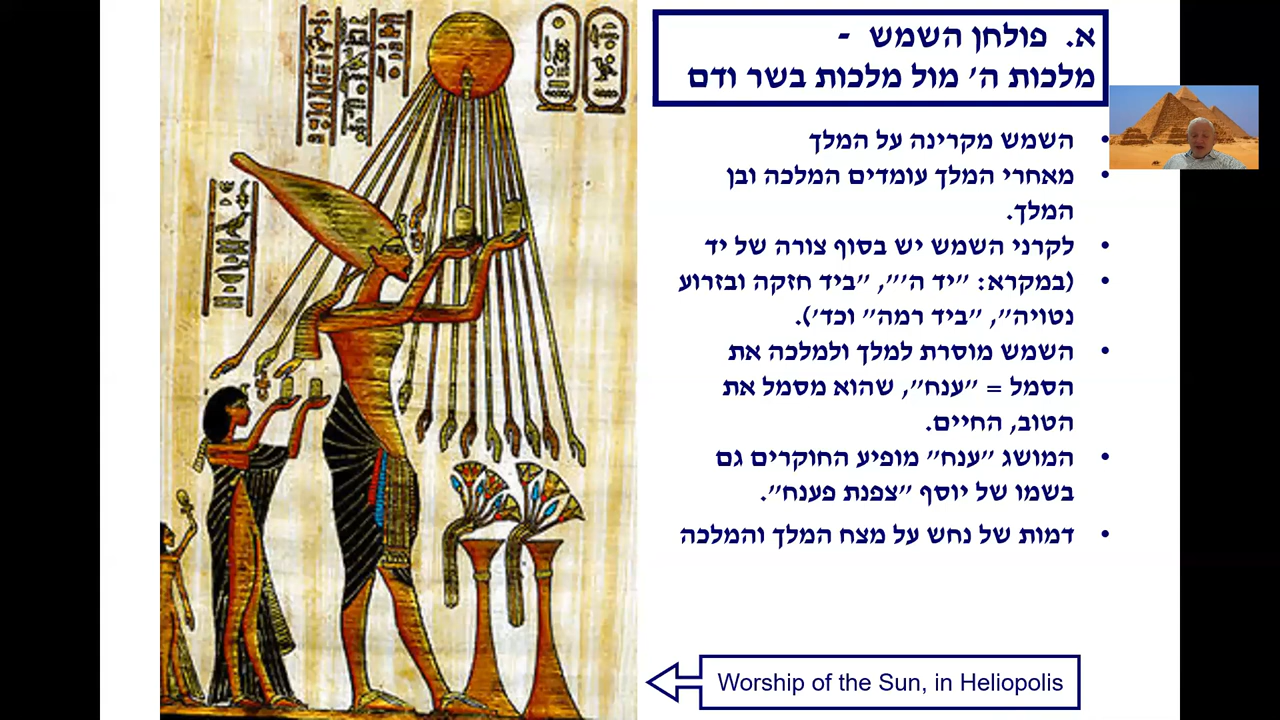 א. פולחן השמש -
מלכות ה' מול מלכות בשר ודם
• השמש מקרינה על המלך
• מאחרי המלך עומדים המלכה ובן
המלך.
• לקרני השמש יש בסוף צורה של יד
• (במקרא: "יד ה'", "ביד חזקה ובזרוע
נטויה", "ביד רמה" וכד').
• השמש מוסרת למלך ולמלכה את
הסמל = "ענח", שהוא מסמל את
הטוב, החיים.
• המושג "ענח" מופיע החוקרים גם
בשמו של יוסף "צפנת פענח".
• דמות של נחש על מצח המלך והמלכה
Worship of the Sun, in Heliopolis